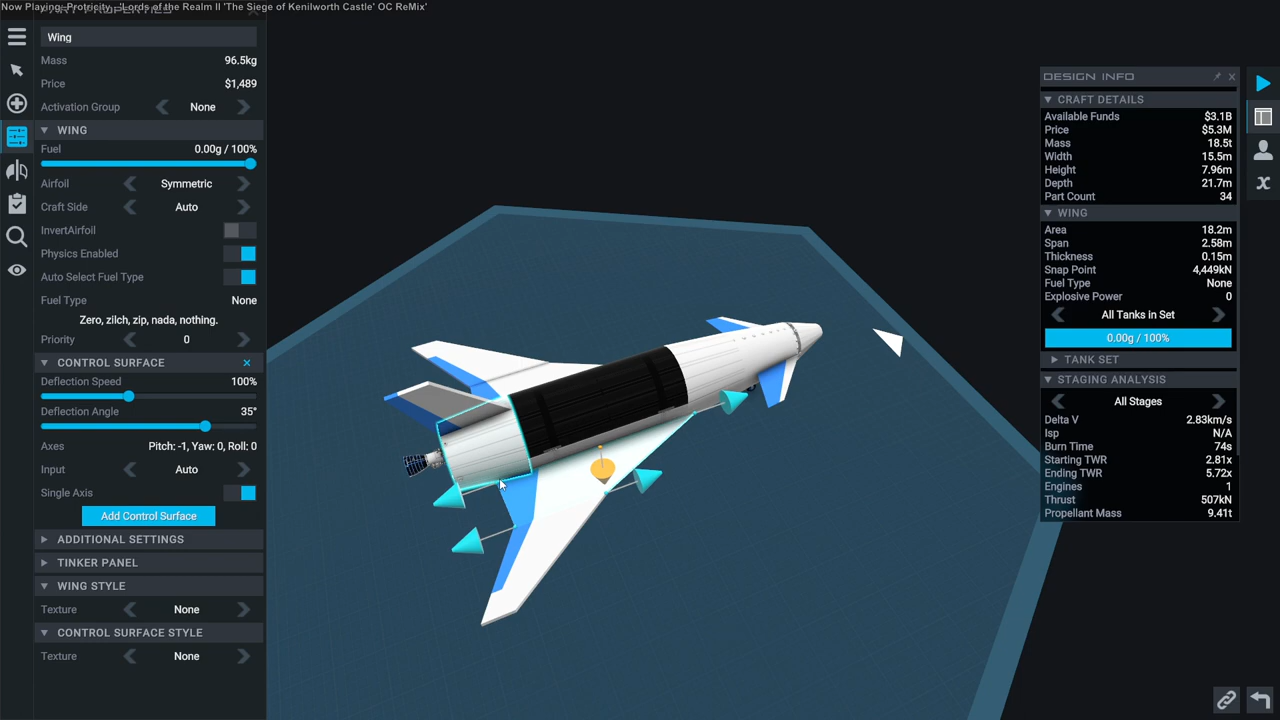 Now Playing: Protricity - 'Lords of the Realm II 'The Siege of Kenilworth Castle' OC ReMix'
PART PROPERTIES
Wing
Mass 96.5kg
Price $1,489
Activation Group None
WING
Fuel 0.00g / 100%
Airfoil Symmetric
Craft Side Auto
InvertAirfoil
Physics Enabled
Auto Select Fuel Type
Fuel Type None
Zero, zilch, zip, nada, nothing.
Priority 0
CONTROL SURFACE
Deflection Speed 100%
Deflection Angle 35°
Axes Pitch: -1, Yaw: 0, Roll: 0
Input Auto
Single Axis
Add Control Surface
ADDITIONAL SETTINGS
TINKER PANEL
WING STYLE
Texture None
CONTROL SURFACE STYLE
Texture None
DESIGN INFO
CRAFT DETAILS
Available Funds $3.1B
Price $5.3M
Mass 18.5t
Width 15.5m
Height 7.96m
Depth 21.7m
Part Count 34
WING
Area 18.2m
Span 2.58m
Thickness 0.15m
Snap Point 4,449kN
Fuel Type None
Explosive Power 0
All Tanks in Set
0.00g / 100%
TANK SET
STAGING ANALYSIS
All Stages
Delta V 2.83km/s
Isp N/A
Burn Time 74s
Starting TWR 2.81x
Ending TWR 5.72x
Engines 1
Thrust 507kN
Propellant Mass 9.41t